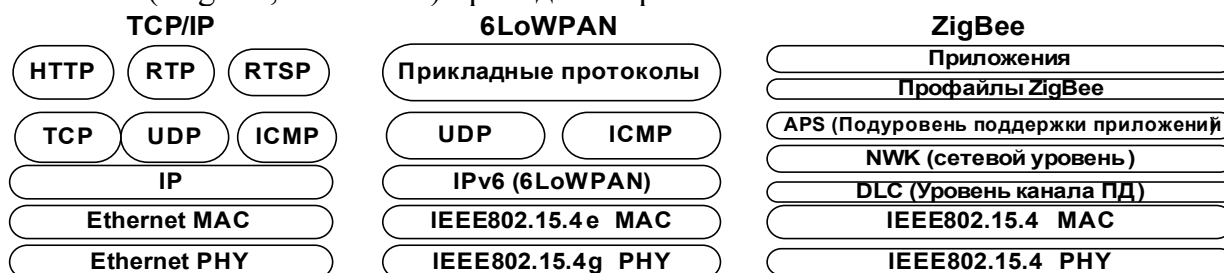 TCP/IP 6LoWPAN ZigBee
HTTP RTP RTSP Прикладные протоколы Приложения
Профайлы ZigBee
TCP UDP ICMP UDP ICMP APS (Подуровень поддержки приложений
IP IPv6 (6LoWPAN) NWK (сетевой уровень)
DLC (Уровень канала ПД)
Ethernet MAC IEEE802.15.4e MAC IEEE802.15.4 MAC
Ethernet PHY IEEE802.15.4g PHY IEEE802.15.4 PHY